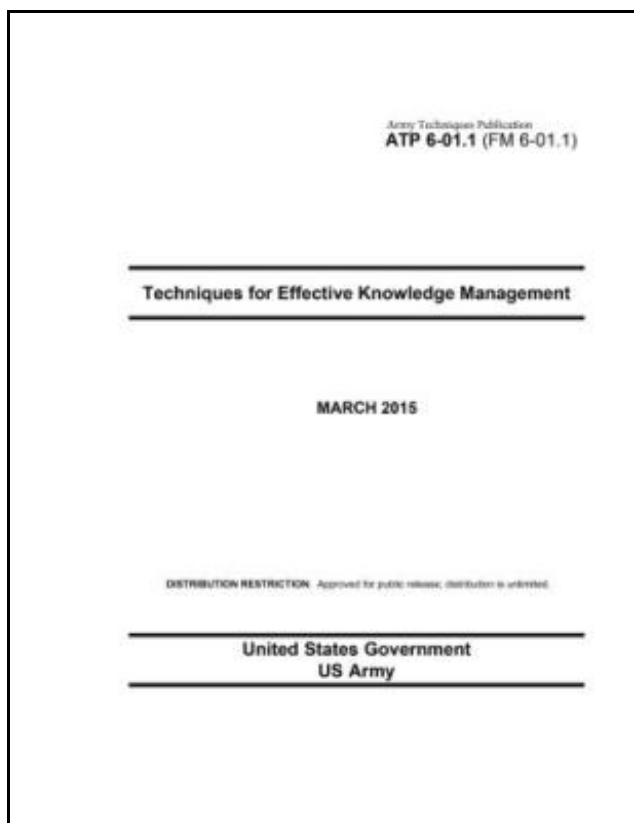 Army Techniques Publication
ATP 6-01.1 (FM 6-01.1)
Techniques for Effective Knowledge Management
MARCH 2015
DISTRIBUTION RESTRICTION Approved for public release; distribution is unlimited.
United States Government
US Army